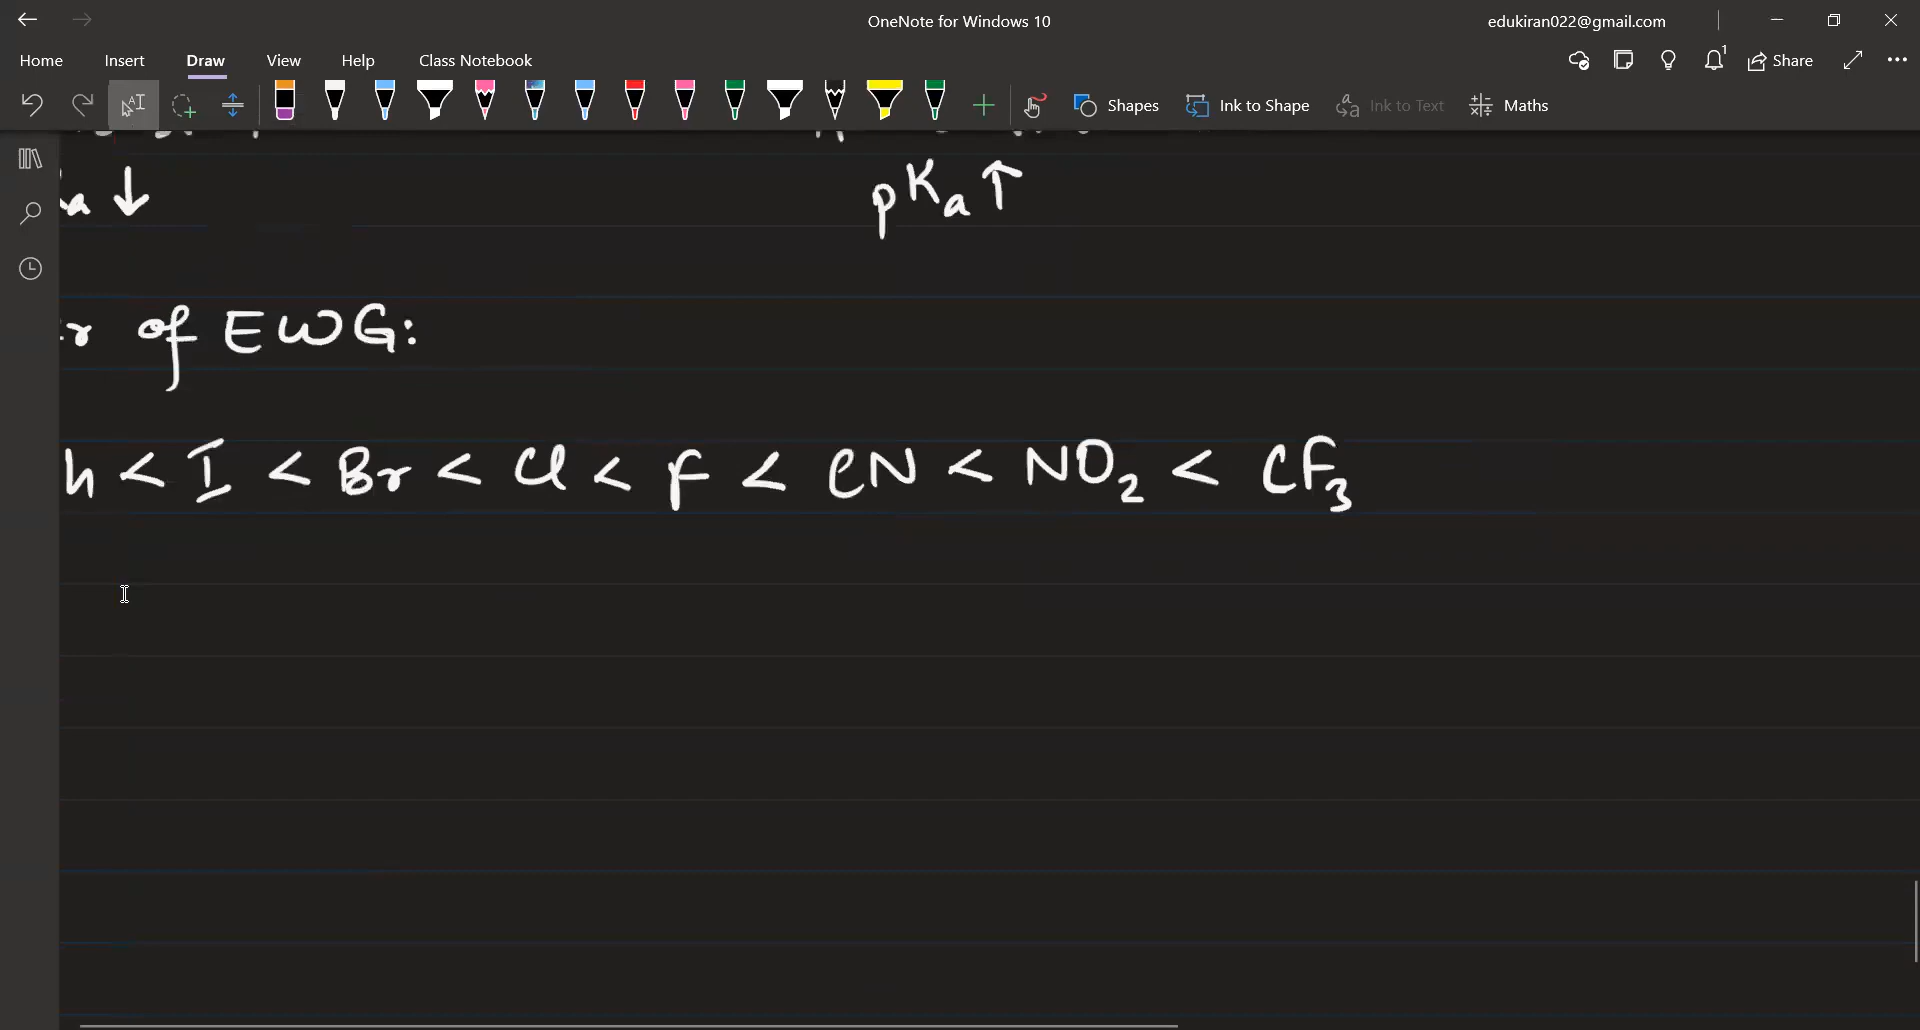 OneNote for Windows 10
edukiran022@gmail.com
Home Insert Draw View Help Class Notebook
1 Share
Shapes Ink to Shape Ink to Text Maths
a ↓
pKa ↑
r of EWG:
h < I < Br < Cl < F < CN < NO₂ < CF₃